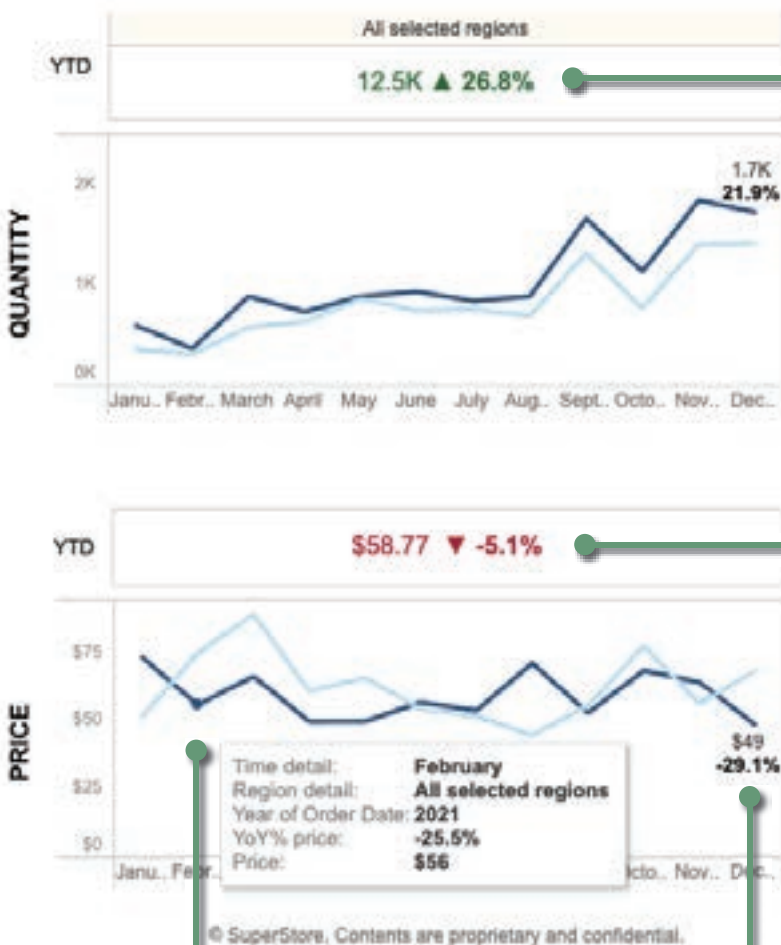 All selected regions
YTD
12.5K ▲ 26.8%
QUANTITY
2K
1K
0K
1.7K
21.9%
Janu.. Febr.. March April May June July Aug.. Sept.. Octo.. Nov.. Dec..
YTD
$58.77 ▼ -5.1%
PRICE
$75
$50
$25
$0
$49
-29.1%
Time detail: February
Region detail: All selected regions
Year of Order Date: 2021
YoY% price: -25.5%
Price: $56
Janu.. Febr.. Octo.. Nov.. Dec..
© SuperStore. Contents are proprietary and confidential.